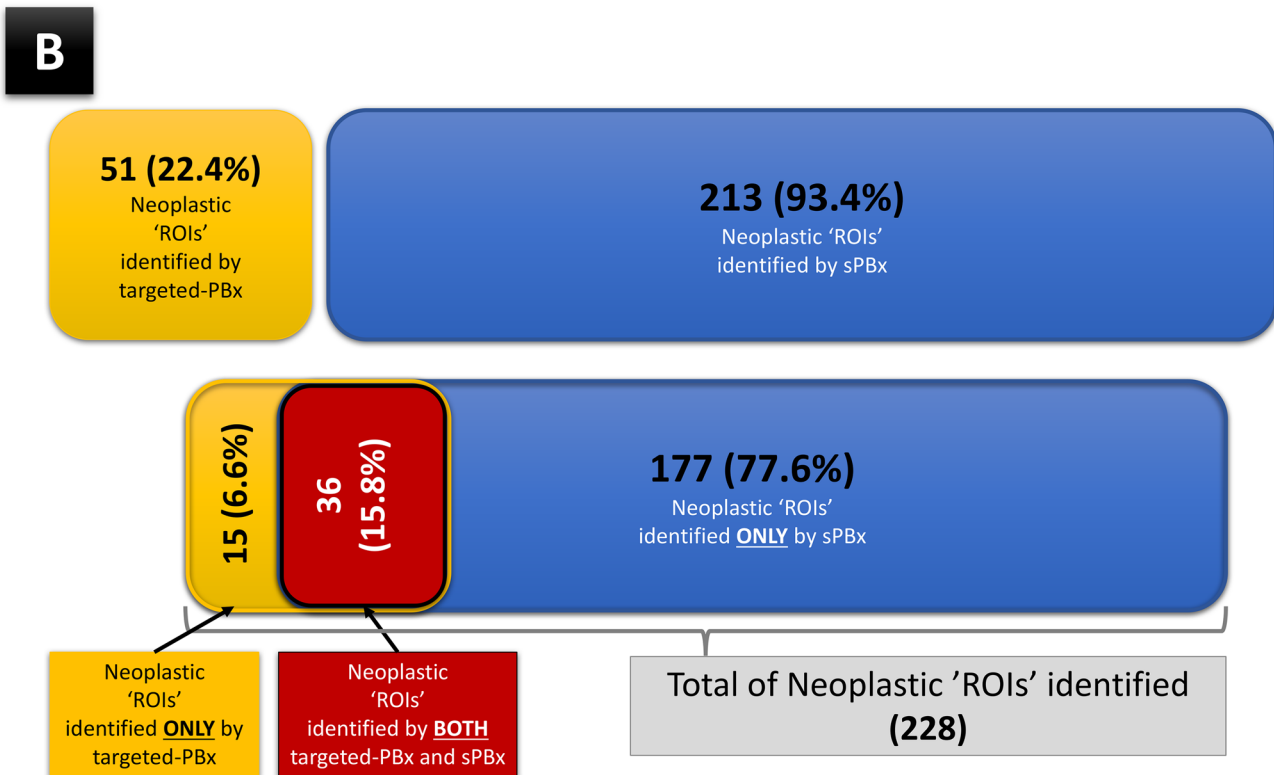 B
51 (22.4%)
Neoplastic
‘ROIs’
identified by
targeted-PBx
213 (93.4%)
Neoplastic ‘ROIs’
identified by sPBx
15 (6.6%)
36
(15.8%)
177 (77.6%)
Neoplastic ‘ROIs’
identified ONLY by sPBx
Neoplastic
‘ROIs’
identified ONLY by
targeted-PBx
Neoplastic
‘ROIs’
identified by BOTH
targeted-PBx and sPBx
Total of Neoplastic ’ROIs’ identified
(228)